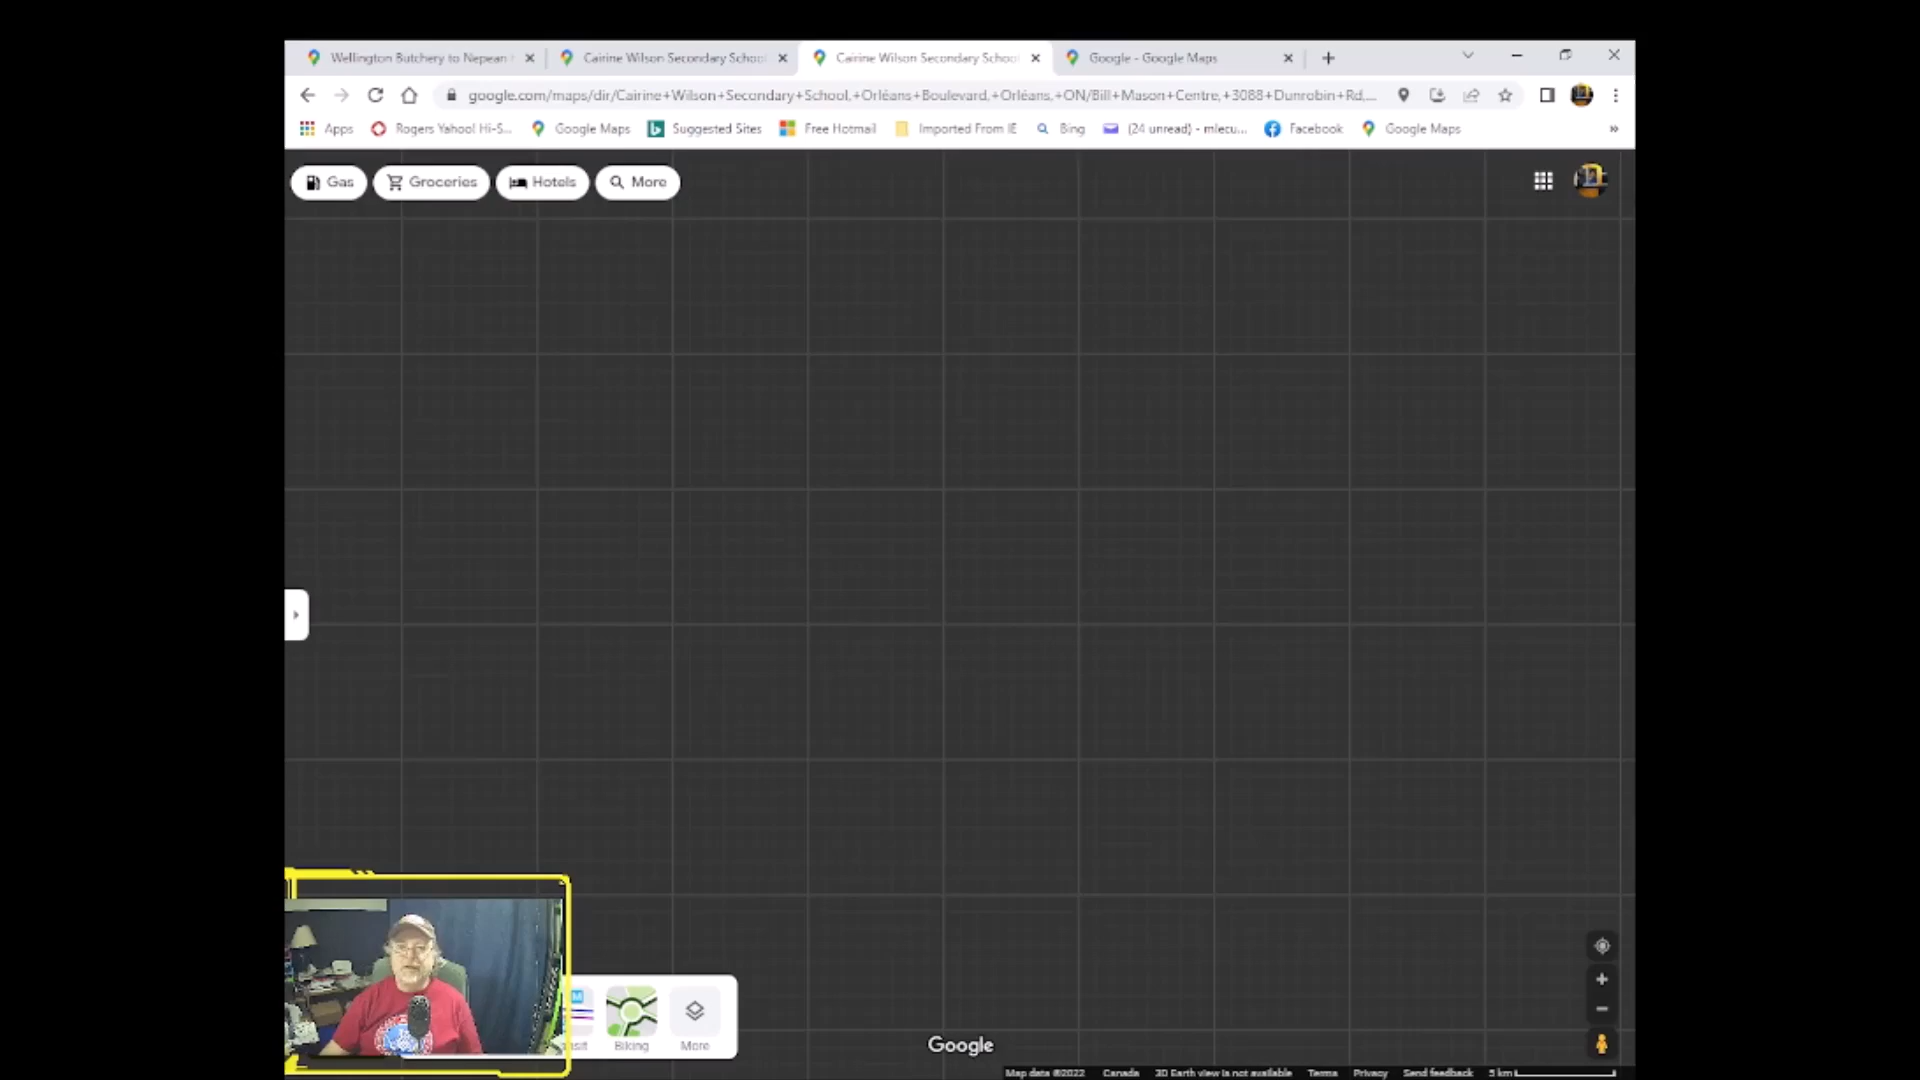 Wellington Butchery to Nepean
Cairine Wilson Secondary School
Cairine Wilson Secondary School
Google - Google Maps
google.com/maps/dir/Cairine+Wilson+Secondary+School,+Orléans+Boulevard,+Orléans,+ON/Bill+Mason+Centre,+3088+Dunrobin+Rd,...
Apps
Rogers Yahoo! Hi-S...
Google Maps
Suggested Sites
Free Hotmail
Imported From IE
Bing
(24 unread) - mlecu...
Facebook
Google Maps
»
Gas
Groceries
Hotels
More
Biking
More
Google
Map data ©2022
Canada
3D Earth view is not available
Terms
Privacy
Send feedback
5 km